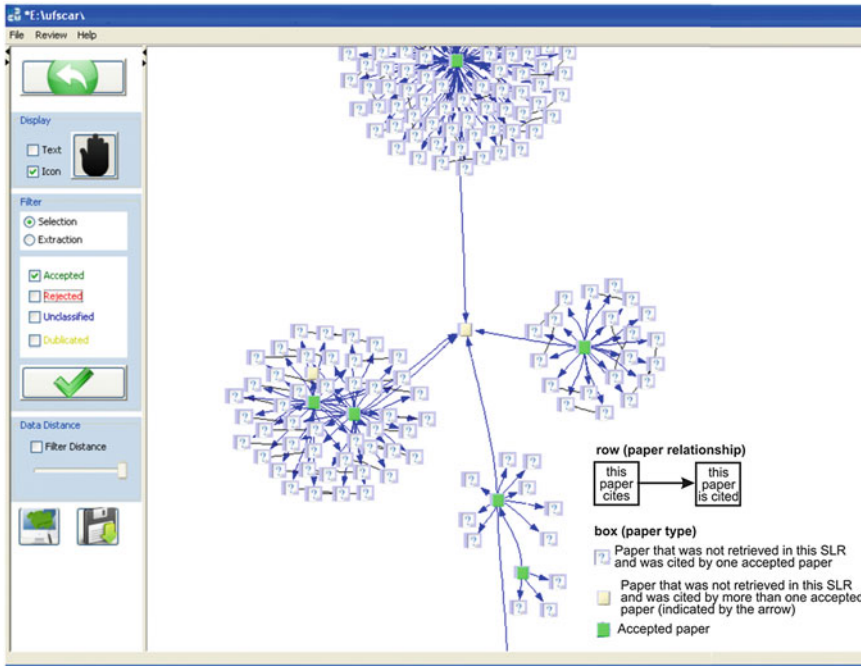 *E:\ufscar\
File Review Help
Display
Text
Icon
Filter
Selection
Extraction
Accepted
Rejected
Unclassified
Dublicated
Data Distance
Filter Distance
row (paper relationship)
this
paper
cites
this
paper
is cited
box (paper type)
? Paper that was not retrieved in this SLR
and was cited by one accepted paper
Paper that was not retrieved in this SLR
and was cited by more than one accepted
paper (indicated by the arrow)
Accepted paper